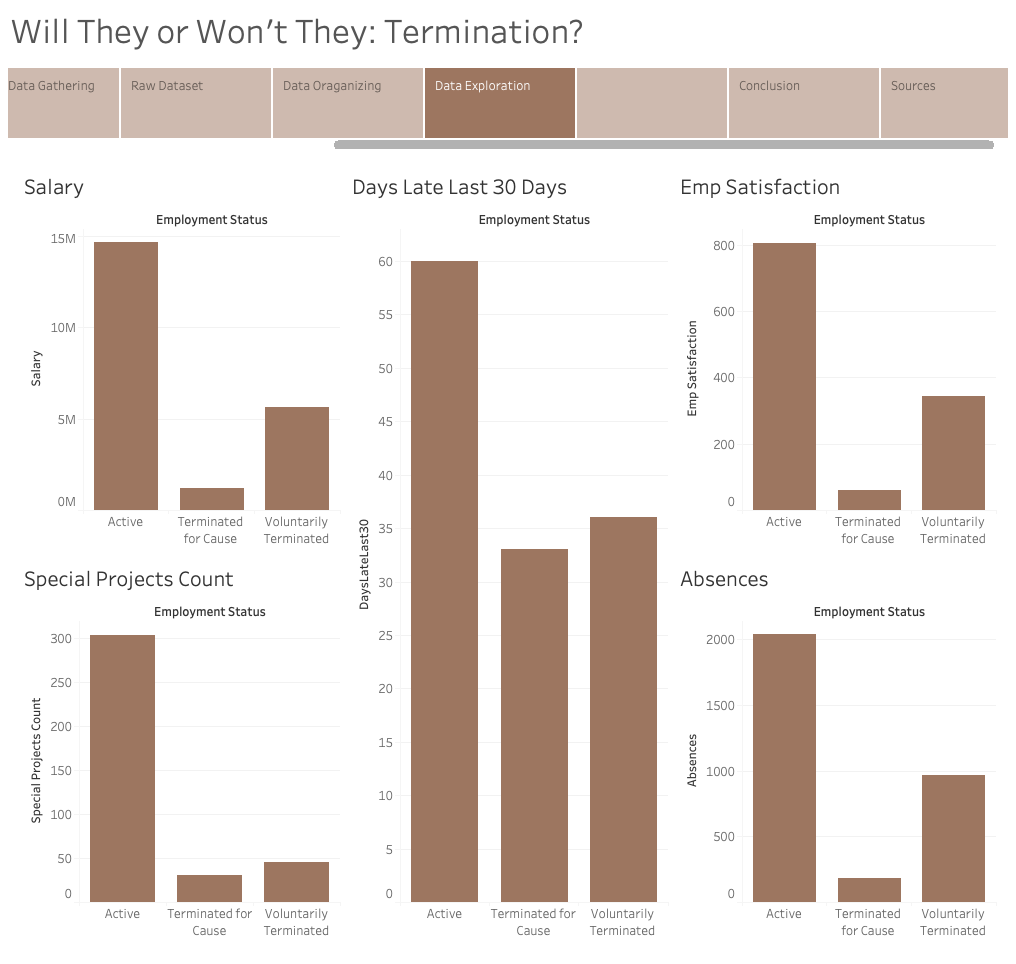 Will They or Won't They: Termination?
Data Gathering
Raw Dataset
Data Oraganizing
Data Exploration
Conclusion
Sources
Salary
Employment Status
15M
10M
5M
0M
Salary
Active
Terminated
for Cause
Voluntarily
Terminated
Days Late Last 30 Days
Employment Status
60
55
50
45
40
35
30
25
20
15
10
5
0
DaysLateLast30
Active
Terminated for
Cause
Voluntarily
Terminated
Emp Satisfaction
Employment Status
800
600
400
200
0
Emp Satisfaction
Active
Terminated
for Cause
Voluntarily
Terminated
Special Projects Count
Employment Status
300
250
200
150
100
50
0
Special Projects Count
Active
Terminated for
Cause
Voluntarily
Terminated
Absences
Employment Status
2000
1500
1000
500
0
Absences
Active
Terminated
for Cause
Voluntarily
Terminated